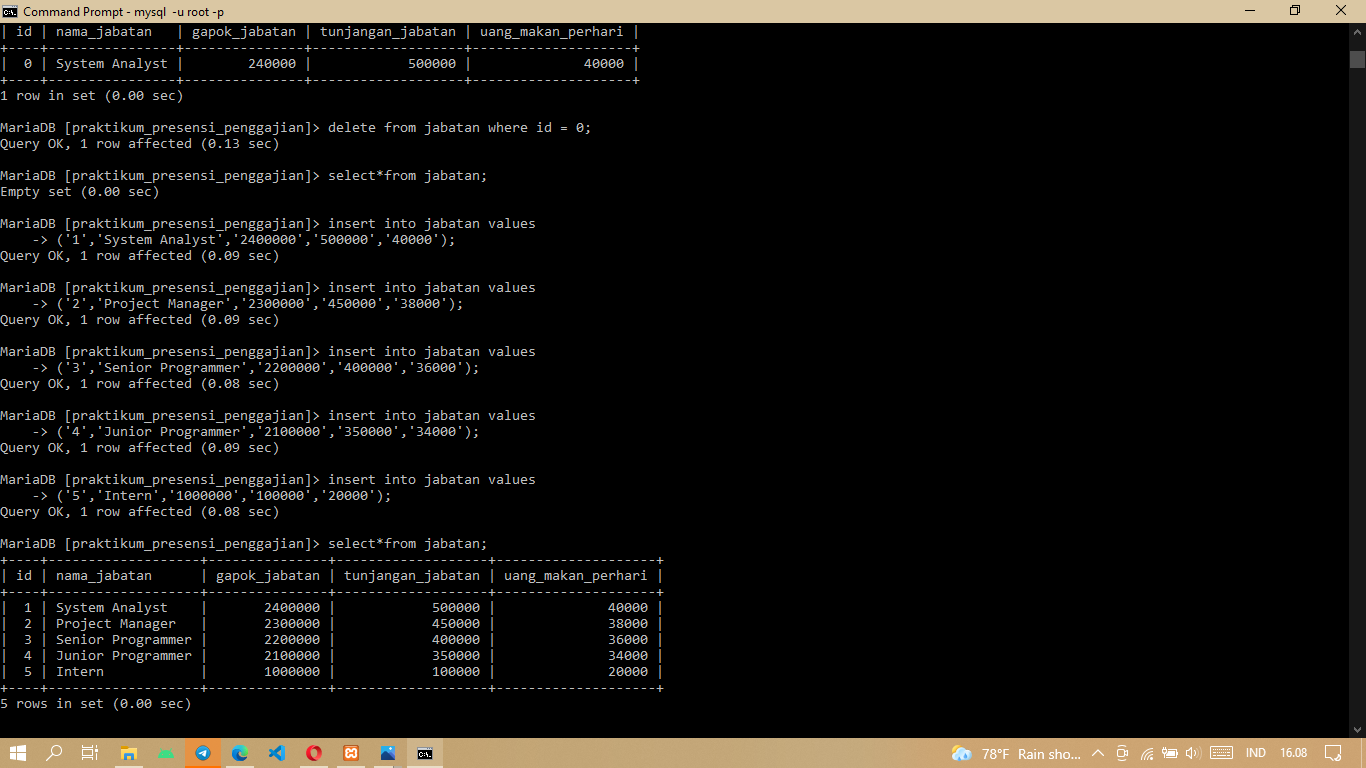 Command Prompt - mysql  -u root -p
| id | nama_jabatan   | gapok_jabatan | tunjangan_jabatan | uang_makan_perhari |
+----+----------------+---------------+-------------------+--------------------+
|  0 | System Analyst |        240000 |            500000 |              40000 |
+----+----------------+---------------+-------------------+--------------------+
1 row in set (0.00 sec)
MariaDB [praktikum_presensi_penggajian]> delete from jabatan where id = 0;
Query OK, 1 row affected (0.13 sec)
MariaDB [praktikum_presensi_penggajian]> select*from jabatan;
Empty set (0.00 sec)
MariaDB [praktikum_presensi_penggajian]> insert into jabatan values
    -> ('1','System Analyst','2400000','500000','40000');
Query OK, 1 row affected (0.09 sec)
MariaDB [praktikum_presensi_penggajian]> insert into jabatan values
    -> ('2','Project Manager','2300000','450000','38000');
Query OK, 1 row affected (0.09 sec)
MariaDB [praktikum_presensi_penggajian]> insert into jabatan values
    -> ('3','Senior Programmer','2200000','400000','36000');
Query OK, 1 row affected (0.08 sec)
MariaDB [praktikum_presensi_penggajian]> insert into jabatan values
    -> ('4','Junior Programmer','2100000','350000','34000');
Query OK, 1 row affected (0.09 sec)
MariaDB [praktikum_presensi_penggajian]> insert into jabatan values
    -> ('5','Intern','1000000','100000','20000');
Query OK, 1 row affected (0.08 sec)
MariaDB [praktikum_presensi_penggajian]> select*from jabatan;
+----+-------------------+---------------+-------------------+--------------------+
| id | nama_jabatan      | gapok_jabatan | tunjangan_jabatan | uang_makan_perhari |
+----+-------------------+---------------+-------------------+--------------------+
|  1 | System Analyst    |       2400000 |            500000 |              40000 |
|  2 | Project Manager   |       2300000 |            450000 |              38000 |
|  3 | Senior Programmer |       2200000 |            400000 |              36000 |
|  4 | Junior Programmer |       2100000 |            350000 |              34000 |
|  5 | Intern            |       1000000 |            100000 |              20000 |
+----+-------------------+---------------+-------------------+--------------------+
5 rows in set (0.00 sec)
78°F Rain sho... IND 16.08